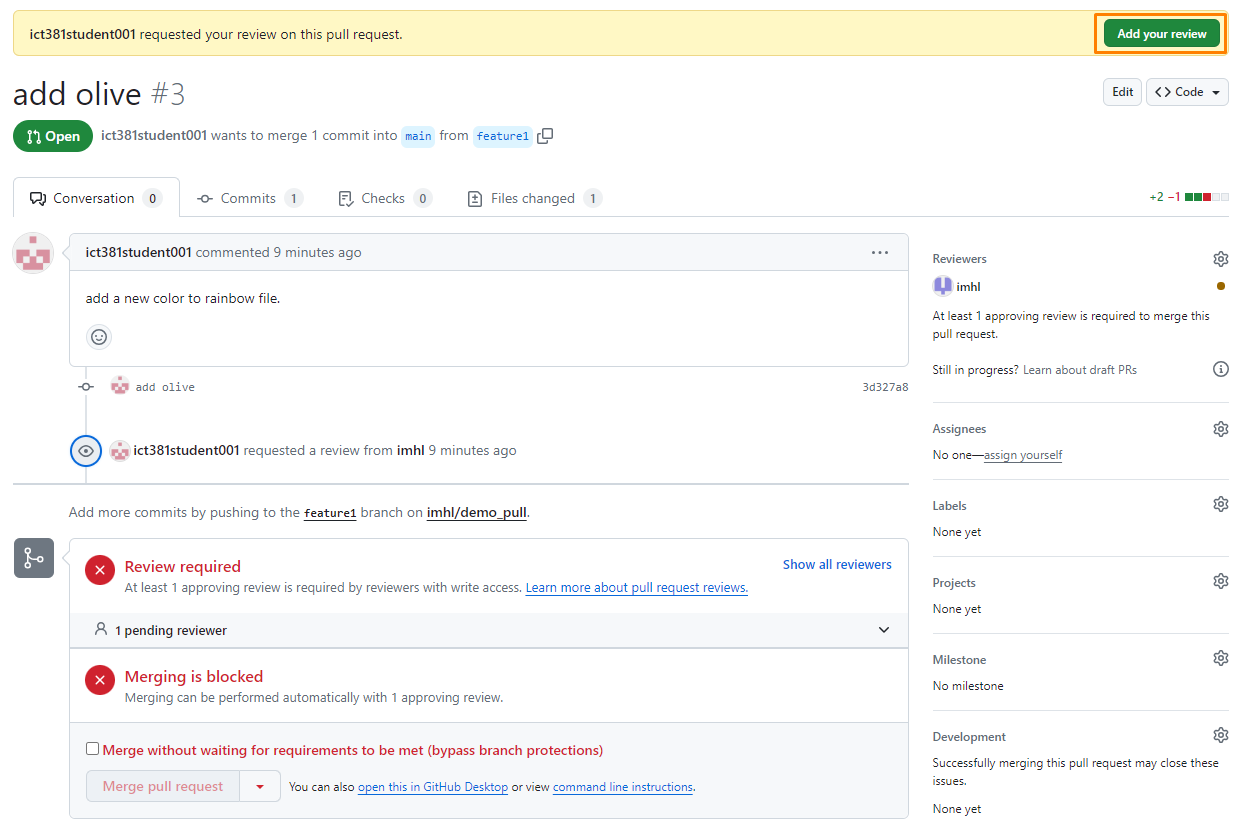 ict381student001 requested your review on this pull request.
Add your review
add olive #3
Edit
Code
Open
ict381student001 wants to merge 1 commit into main from feature1
Conversation 0
Commits 1
Checks 0
Files changed 1
+2 −1
ict381student001 commented 9 minutes ago
add a new color to rainbow file.
add olive
3d327a8
ict381student001 requested a review from imhl 9 minutes ago
Add more commits by pushing to the feature1 branch on imhl/demo_pull.
Review required
Show all reviewers
At least 1 approving review is required by reviewers with write access. Learn more about pull request reviews.
1 pending reviewer
Merging is blocked
Merging can be performed automatically with 1 approving review.
Merge without waiting for requirements to be met (bypass branch protections)
Merge pull request
You can also open this in GitHub Desktop or view command line instructions.
Reviewers
imhl
At least 1 approving review is required to merge this
pull request.
Still in progress? Learn about draft PRs
Assignees
No one—assign yourself
Labels
None yet
Projects
None yet
Milestone
No milestone
Development
Successfully merging this pull request may close these
issues.
None yet